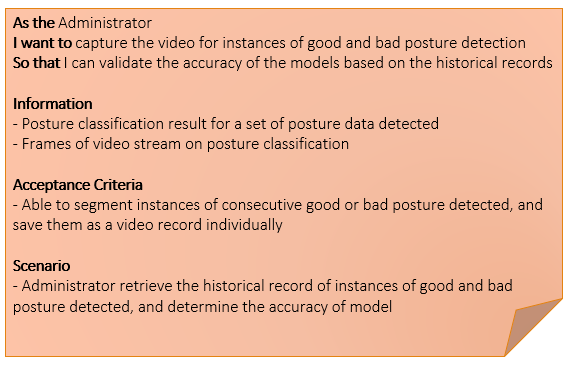 As the Administrator
I want to capture the video for instances of good and bad posture detection
So that I can validate the accuracy of the models based on the historical records
Information
- Posture classification result for a set of posture data detected
- Frames of video stream on posture classification
Acceptance Criteria
- Able to segment instances of consecutive good or bad posture detected, and
save them as a video record individually
Scenario
- Administrator retrieve the historical record of instances of good and bad
posture detected, and determine the accuracy of model